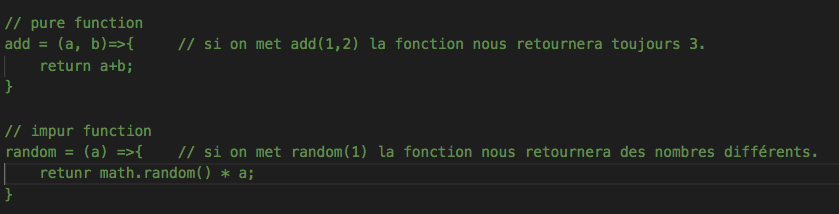 // pure function
add = (a, b)=>{     // si on met add(1,2) la fonction nous retournera toujours 3.
    return a+b;
}
// impur function
random = (a) =>{    // si on met random(1) la fonction nous retournera des nombres différents.
    retunr math.random() * a;
}